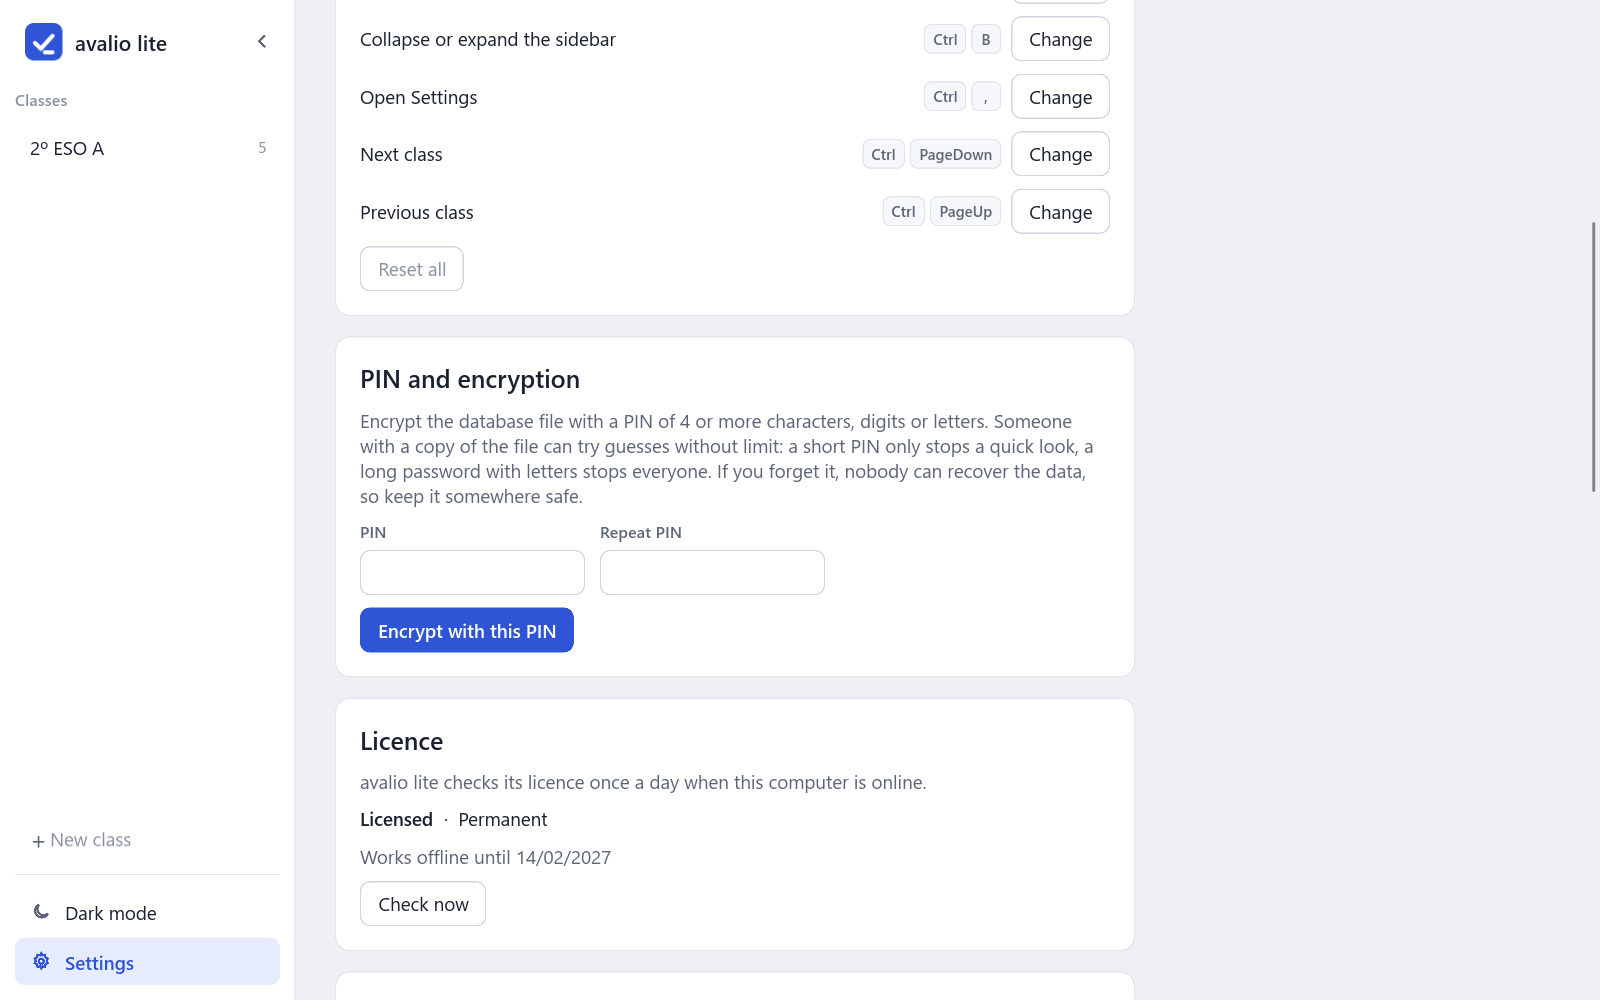 avalio lite
Classes
2º ESO A 5
+ New class
Dark mode
Settings
Collapse or expand the sidebar Ctrl B Change
Open Settings Ctrl , Change
Next class Ctrl PageDown Change
Previous class Ctrl PageUp Change
Reset all
PIN and encryption
Encrypt the database file with a PIN of 4 or more characters, digits or letters. Someone
with a copy of the file can try guesses without limit: a short PIN only stops a quick look, a
long password with letters stops everyone. If you forget it, nobody can recover the data,
so keep it somewhere safe.
PIN Repeat PIN
Encrypt with this PIN
Licence
avalio lite checks its licence once a day when this computer is online.
Licensed · Permanent
Works offline until 14/02/2027
Check now